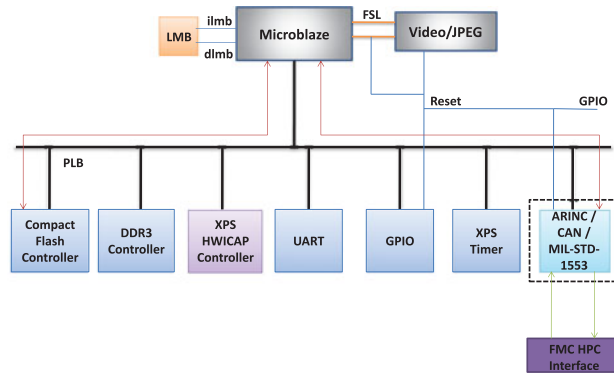 ilmb
FSL
LMB
Microblaze
Video/JPEG
dlmb
Reset
GPIO
PLB
Compact
Flash
Controller
DDR3
Controller
XPS
HWICAP
Controller
UART
GPIO
XPS
Timer
ARINC /
CAN /
MIL-STD-
1553
FMC HPC
Interface